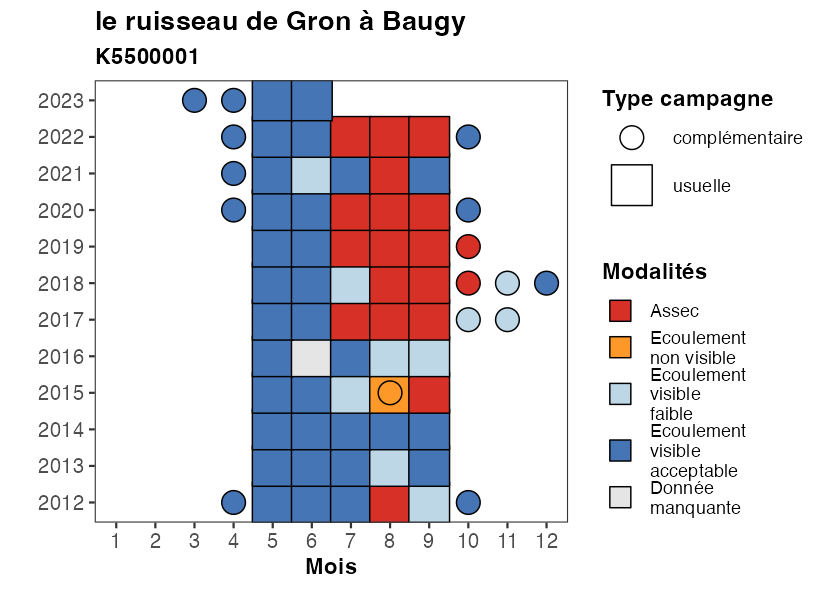 le ruisseau de Gron à Baugy
K5500001
2023
2022
2021
2020
2019
2018
2017
2016
2015
2014
2013
2012
1 2 3 4 5 6 7 8 9 10 11 12
Mois
Type campagne
complémentaire
usuelle
Modalités
Assec
Ecoulement
non visible
Ecoulement
visible
faible
Ecoulement
visible
acceptable
Donnée
manquante